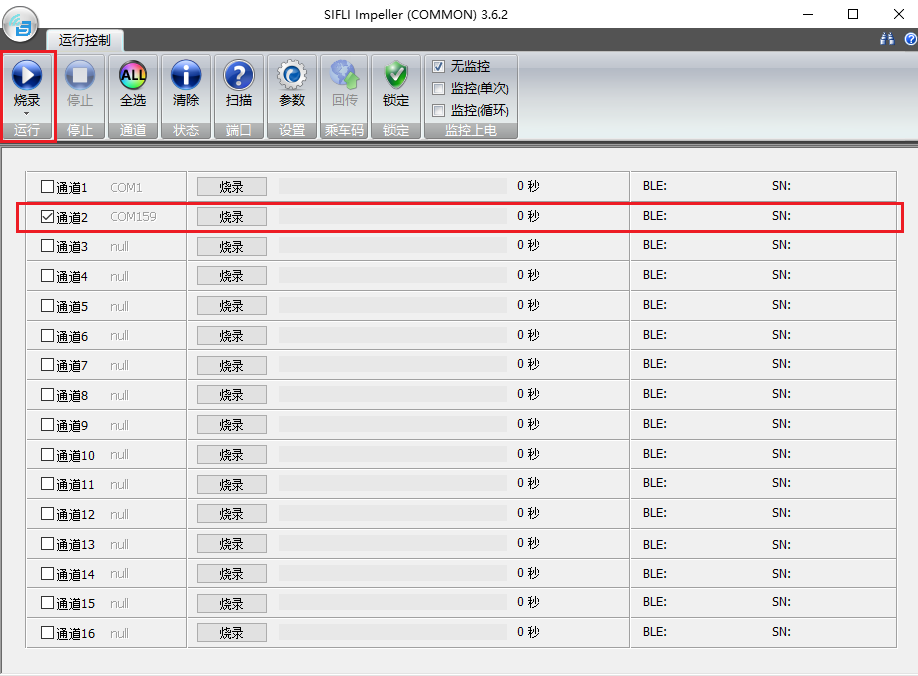 SIFLI Impeller (COMMON) 3.6.2
运行控制
烧录 停止 全选 清除 扫描 参数 回传 锁定
ALL
无监控
监控(单次)
监控(循环)
运行 停止 通道 状态 端口 设置 乘车码 锁定 监控上电
通道1 COM1 烧录 0 秒 BLE: SN:
通道2 COM159 烧录 0 秒 BLE: SN:
通道3 null 烧录 0 秒 BLE: SN:
通道4 null 烧录 0 秒 BLE: SN:
通道5 null 烧录 0 秒 BLE: SN:
通道6 null 烧录 0 秒 BLE: SN:
通道7 null 烧录 0 秒 BLE: SN:
通道8 null 烧录 0 秒 BLE: SN:
通道9 null 烧录 0 秒 BLE: SN:
通道10 null 烧录 0 秒 BLE: SN:
通道11 null 烧录 0 秒 BLE: SN:
通道12 null 烧录 0 秒 BLE: SN:
通道13 null 烧录 0 秒 BLE: SN:
通道14 null 烧录 0 秒 BLE: SN:
通道15 null 烧录 0 秒 BLE: SN:
通道16 null 烧录 0 秒 BLE: SN: